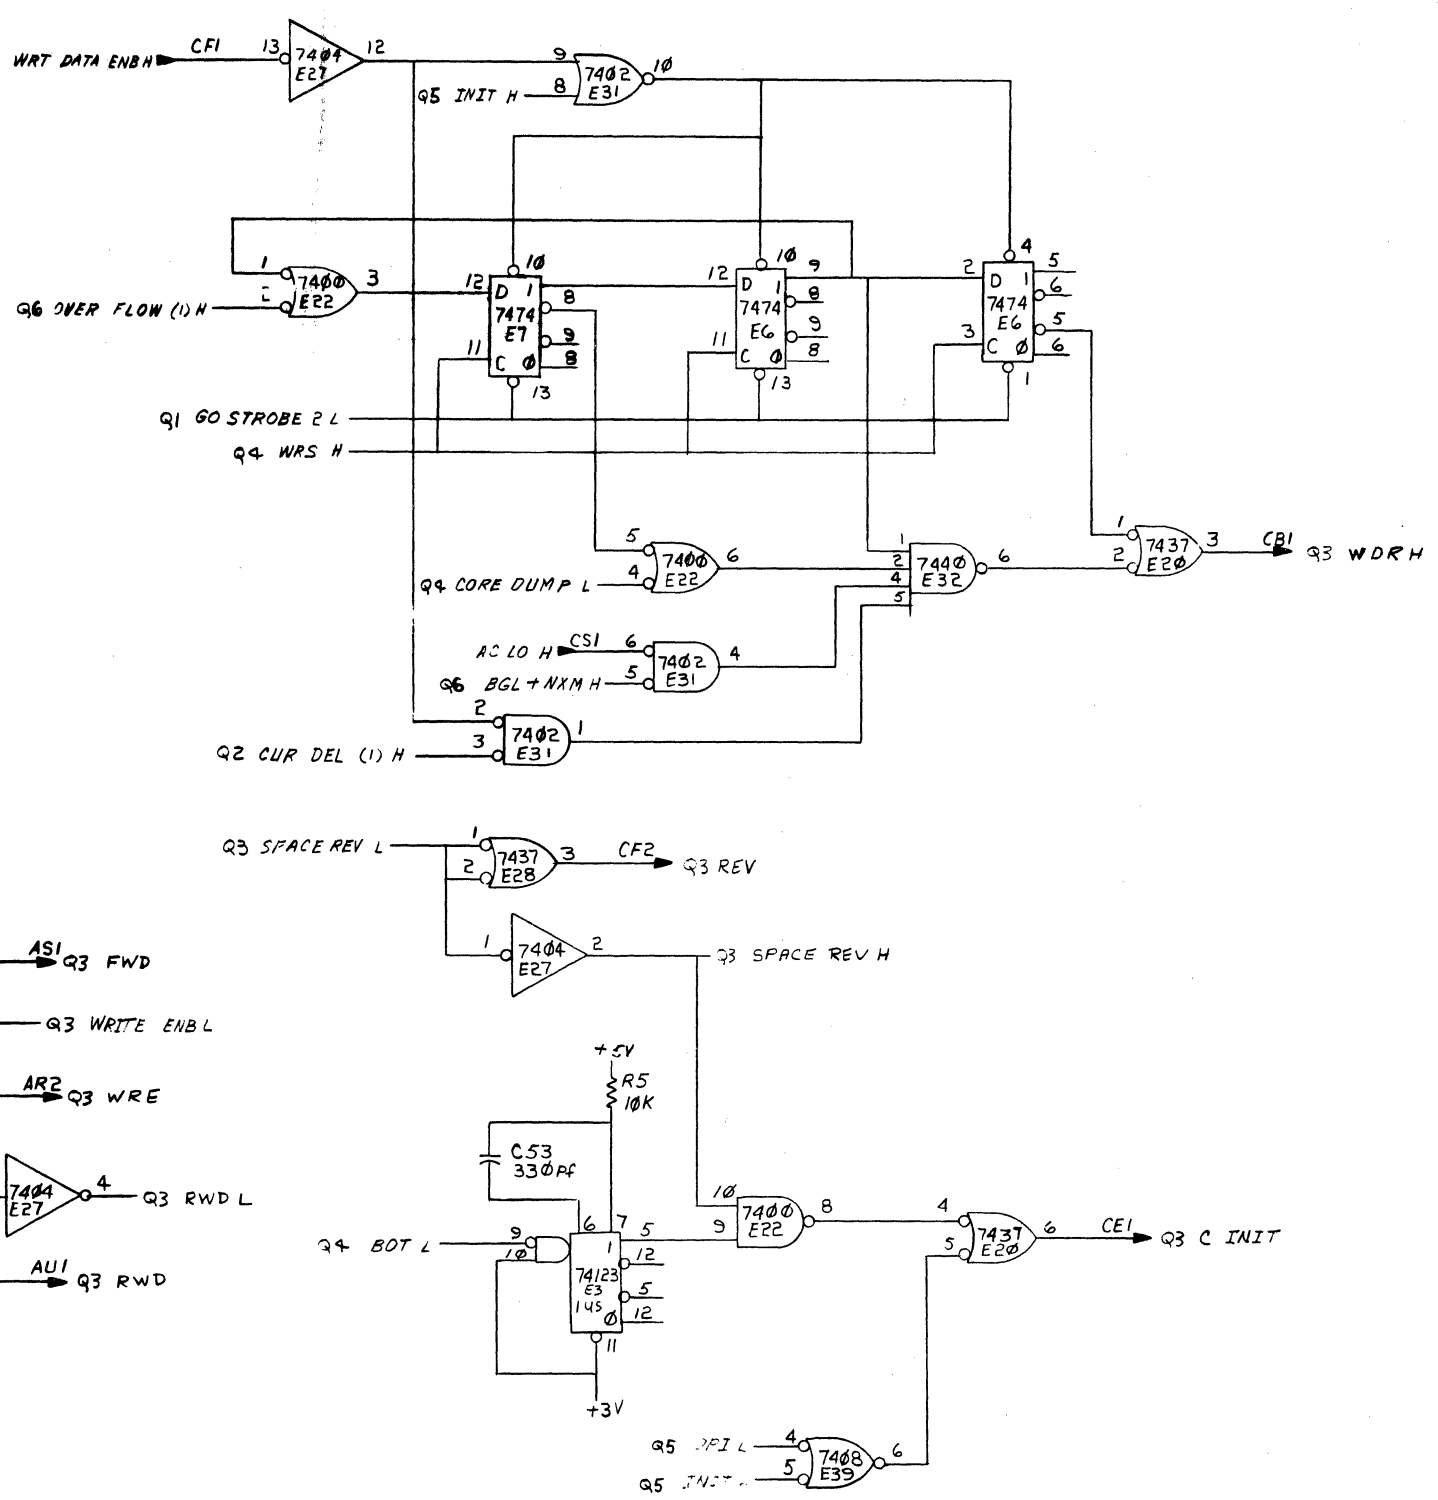 WRT DATA ENB H CF1 13 7404 E27 12
9 7402 E31 10
Q5 INIT H 8
1 7400 E22 3
Q6 OVER FLOW (1) H
12 D 1 10 8
7474 E7 9
11 C Ø 8 13
12 D 1 10 9
7474 E6 8
9
11 C Ø 8 13
2 D 1 4 5
7474 E6 6
5
3 C Ø 6 1
Q1 GO STROBE 2 L
Q4 WRS H
5 7400 E22 6
Q4 CORE DUMP L 4
1 2 4 5 7440 E32 6
1 2 7437 E2Ø 3 CB1 Q3 WDR H
AC LO H CS1 6 7402 E31 4
Q6 BGL + NXM H 5
2 7402 E31 1
Q2 CUR DEL (1) H 3
Q3 SPACE REV L 1 2 7437 E28 3 CF2 Q3 REV
1 7404 E27 2 Q3 SPACE REV H
AS1 Q3 FWD
Q3 WRITE ENB L
AR2 Q3 WRE
7404 E27 4 Q3 RWD L
AU1 Q3 RWD
+5V
R5
1ØK
C53
33Øpf
6 7
Q4 BOT L 9 10
1 5
12
74123
E3
1US
5
Ø 12
11
+3V
10 9 7400 E22 8
4 5 7437 E2Ø 6 CE1 Q3 C INIT
Q5 L 4
7408 E39 6
Q5 5